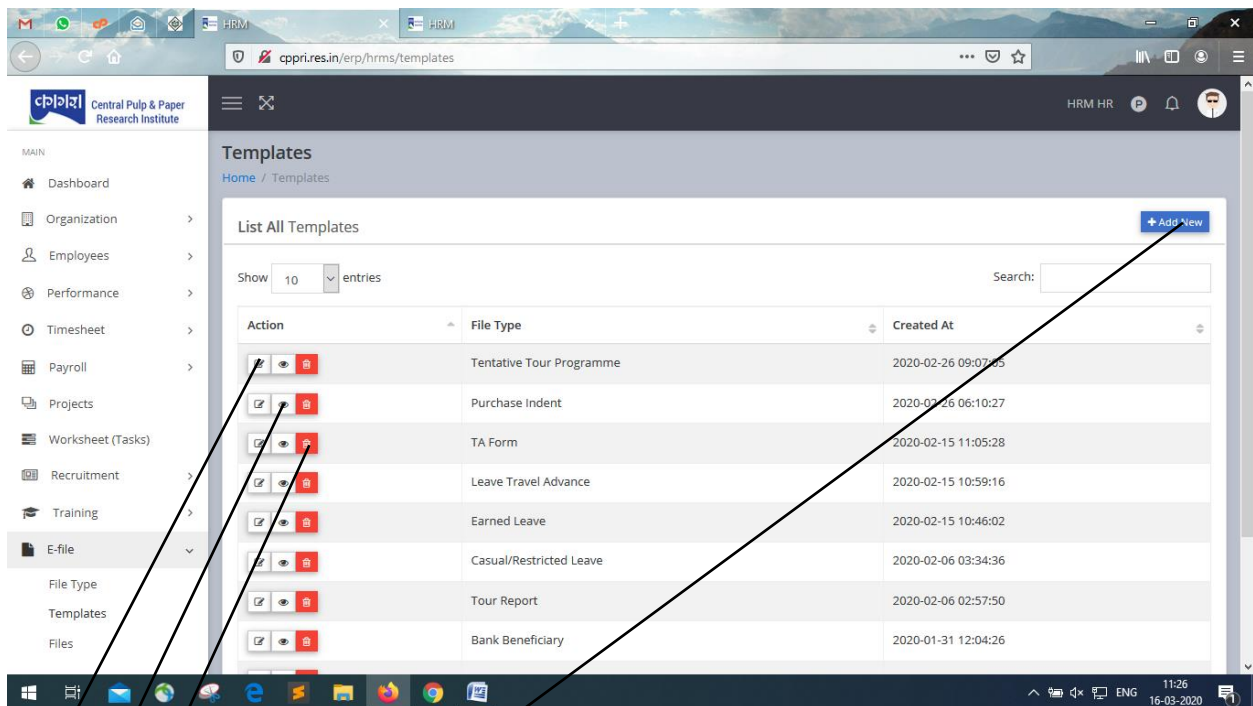 HRM
HRM
cppri.res.in/erp/hrms/templates
कागज़ Central Pulp & Paper
Research Institute
HRM HR P
MAIN
Dashboard
Organization
Employees
Performance
Timesheet
Payroll
Projects
Worksheet (Tasks)
Recruitment
Training
E-file
File Type
Templates
Files
Templates
Home / Templates
List All Templates
+ Add New
Show 10 entries
Search:
Action File Type Created At
Tentative Tour Programme 2020-02-26 09:07:05
Purchase Indent 2020-02-26 06:10:27
TA Form 2020-02-15 11:05:28
Leave Travel Advance 2020-02-15 10:59:16
Earned Leave 2020-02-15 10:46:02
Casual/Restricted Leave 2020-02-06 03:34:36
Tour Report 2020-02-06 02:57:50
Bank Beneficiary 2020-01-31 12:04:26
ENG 11:26
16-03-2020